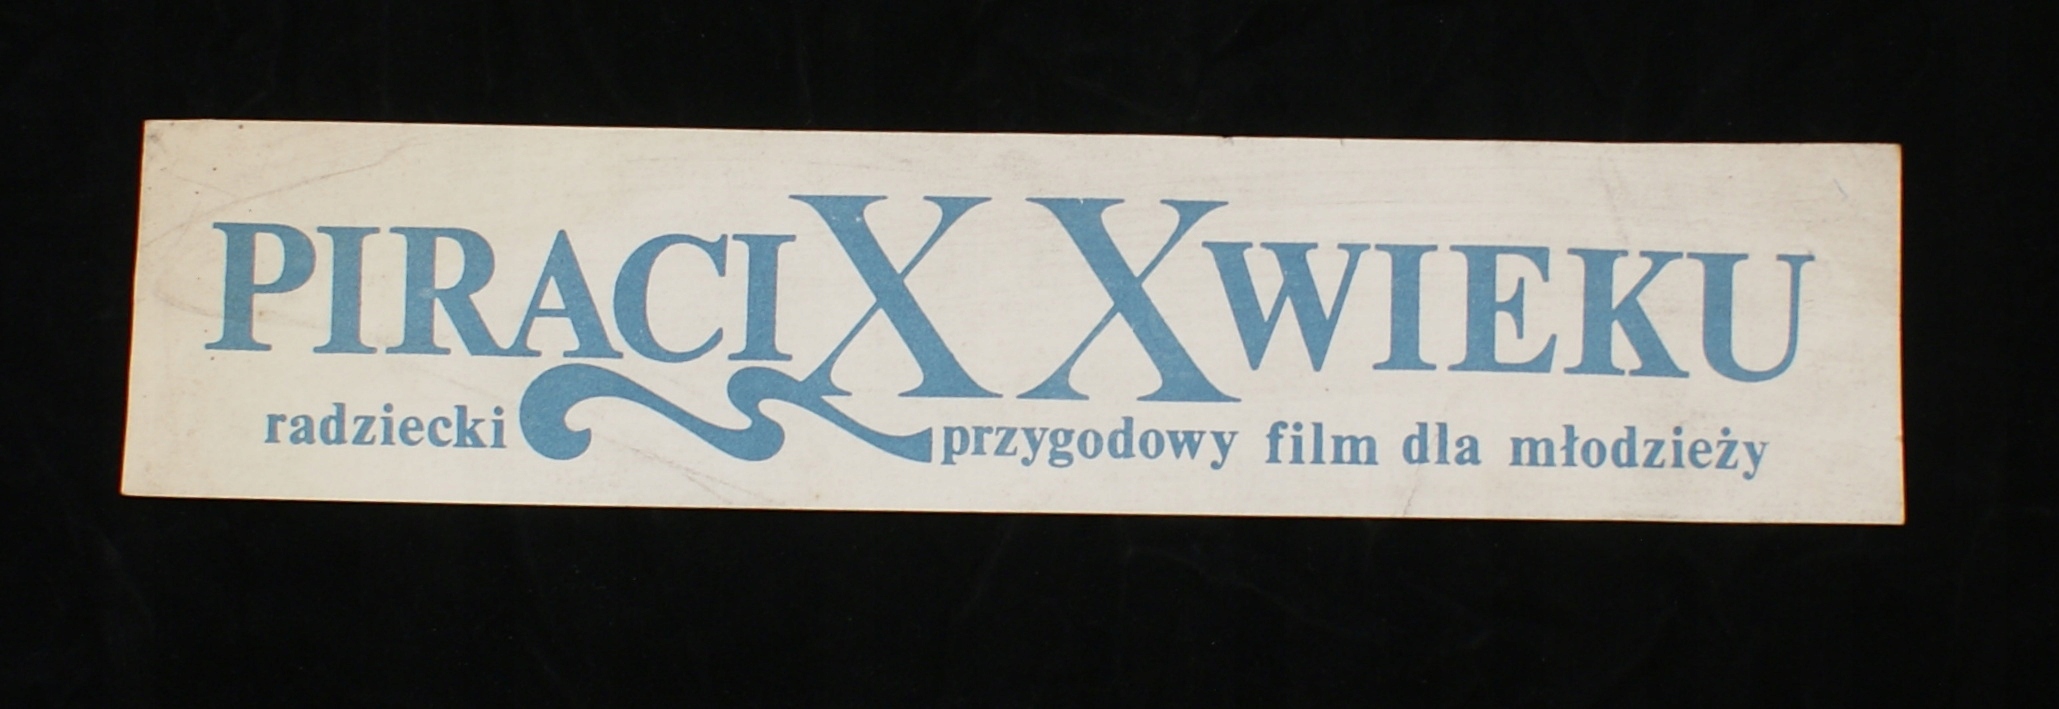 PIRACI XX WIEKU
radziecki przygodowy film dla młodzieży